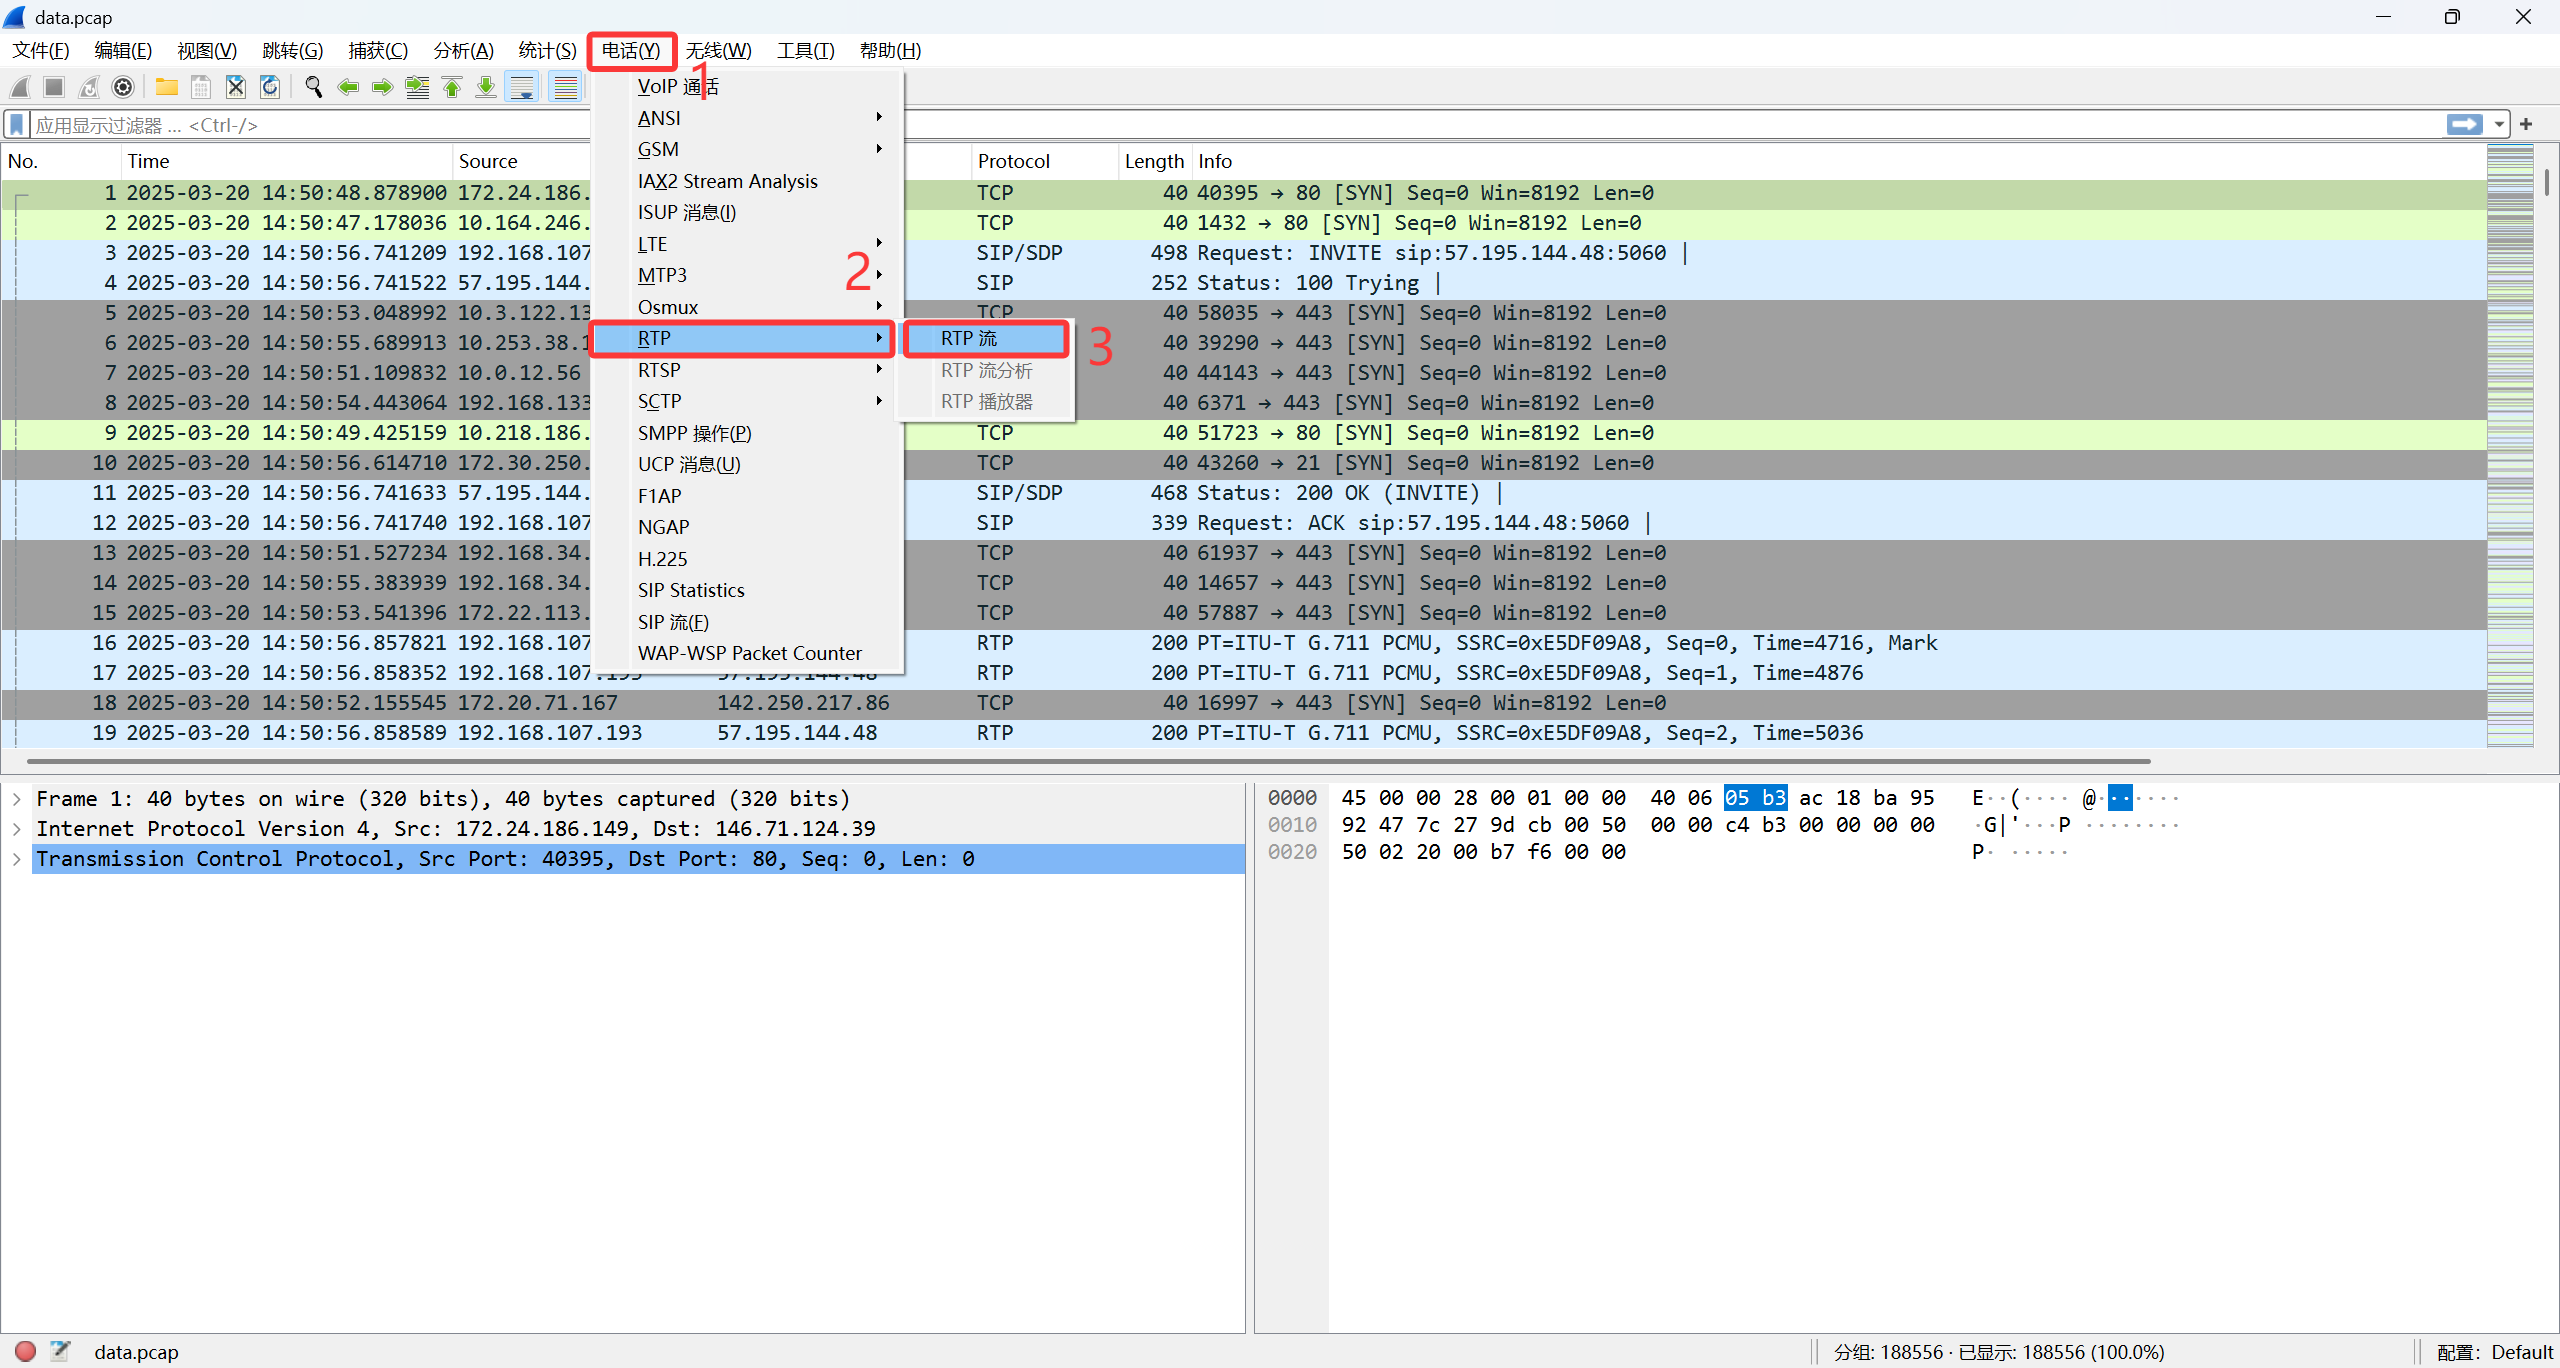 data.pcap
文件(F) 编辑(E) 视图(V) 跳转(G) 捕获(C) 分析(A) 统计(S) 电话(Y) 无线(W) 工具(T) 帮助(H)
1
应用显示过滤器 … <Ctrl-/>
VoIP 通话
ANSI
GSM
IAX2 Stream Analysis
ISUP 消息(I)
LTE
MTP3
2
Osmux
RTP
RTSP
SCTP
SMPP 操作(P)
UCP 消息(U)
F1AP
NGAP
H.225
SIP Statistics
SIP 流(F)
WAP-WSP Packet Counter
RTP 流
RTP 流分析
RTP 播放器
3
No. Time Source Protocol Length Info
1 2025-03-20 14:50:48.878900 172.24.186. TCP 40 40395 → 80 [SYN] Seq=0 Win=8192 Len=0
2 2025-03-20 14:50:47.178036 10.164.246. TCP 40 1432 → 80 [SYN] Seq=0 Win=8192 Len=0
3 2025-03-20 14:50:56.741209 192.168.107 SIP/SDP 498 Request: INVITE sip:57.195.144.48:5060 |
4 2025-03-20 14:50:56.741522 57.195.144. SIP 252 Status: 100 Trying |
5 2025-03-20 14:50:53.048992 10.3.122.13 TCP 40 58035 → 443 [SYN] Seq=0 Win=8192 Len=0
6 2025-03-20 14:50:55.689913 10.253.38.1 40 39290 → 443 [SYN] Seq=0 Win=8192 Len=0
7 2025-03-20 14:50:51.109832 10.0.12.56 40 44143 → 443 [SYN] Seq=0 Win=8192 Len=0
8 2025-03-20 14:50:54.443064 192.168.133 40 6371 → 443 [SYN] Seq=0 Win=8192 Len=0
9 2025-03-20 14:50:49.425159 10.218.186. TCP 40 51723 → 80 [SYN] Seq=0 Win=8192 Len=0
10 2025-03-20 14:50:56.614710 172.30.250. TCP 40 43260 → 21 [SYN] Seq=0 Win=8192 Len=0
11 2025-03-20 14:50:56.741633 57.195.144. SIP/SDP 468 Status: 200 OK (INVITE) |
12 2025-03-20 14:50:56.741740 192.168.107 SIP 339 Request: ACK sip:57.195.144.48:5060 |
13 2025-03-20 14:50:51.527234 192.168.34. TCP 40 61937 → 443 [SYN] Seq=0 Win=8192 Len=0
14 2025-03-20 14:50:55.383939 192.168.34. TCP 40 14657 → 443 [SYN] Seq=0 Win=8192 Len=0
15 2025-03-20 14:50:53.541396 172.22.113. TCP 40 57887 → 443 [SYN] Seq=0 Win=8192 Len=0
16 2025-03-20 14:50:56.857821 192.168.107 RTP 200 PT=ITU-T G.711 PCMU, SSRC=0xE5DF09A8, Seq=0, Time=4716, Mark
17 2025-03-20 14:50:56.858352 192.168.107.193 57.195.144.48 RTP 200 PT=ITU-T G.711 PCMU, SSRC=0xE5DF09A8, Seq=1, Time=4876
18 2025-03-20 14:50:52.155545 172.20.71.167 142.250.217.86 TCP 40 16997 → 443 [SYN] Seq=0 Win=8192 Len=0
19 2025-03-20 14:50:56.858589 192.168.107.193 57.195.144.48 RTP 200 PT=ITU-T G.711 PCMU, SSRC=0xE5DF09A8, Seq=2, Time=5036
Frame 1: 40 bytes on wire (320 bits), 40 bytes captured (320 bits)
Internet Protocol Version 4, Src: 172.24.186.149, Dst: 146.71.124.39
Transmission Control Protocol, Src Port: 40395, Dst Port: 80, Seq: 0, Len: 0
0000 45 00 00 28 00 01 00 00 40 06 05 b3 ac 18 ba 95 E··(···· @·······
0010 92 47 7c 27 9d cb 00 50 00 00 c4 b3 00 00 00 00 ·G|'···P ········
0020 50 02 20 00 b7 f6 00 00 P· ·····
data.pcap
分组: 188556 · 已显示: 188556 (100.0%)
配置: Default